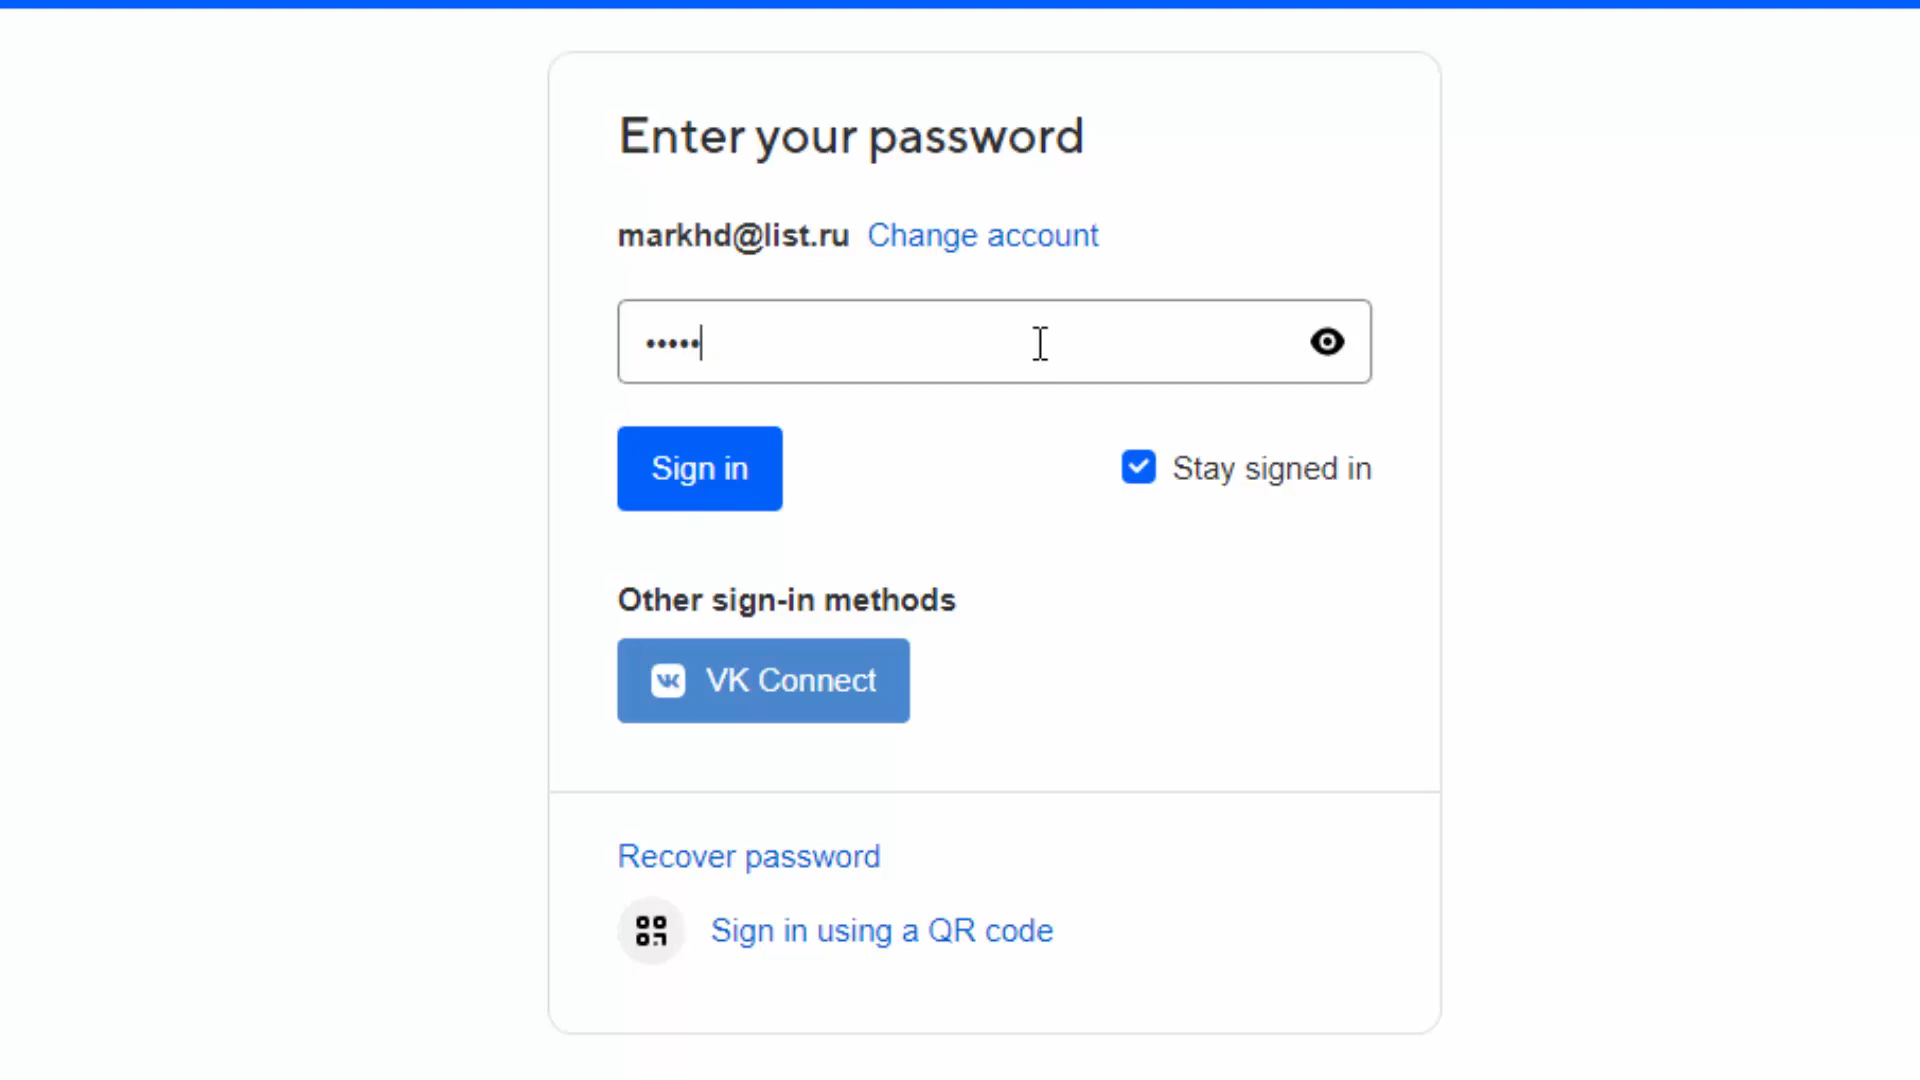 Enter your password
markhd@list.ru Change account
•••••
Sign in
Stay signed in
Other sign-in methods
VK Connect
Recover password
Sign in using a QR code